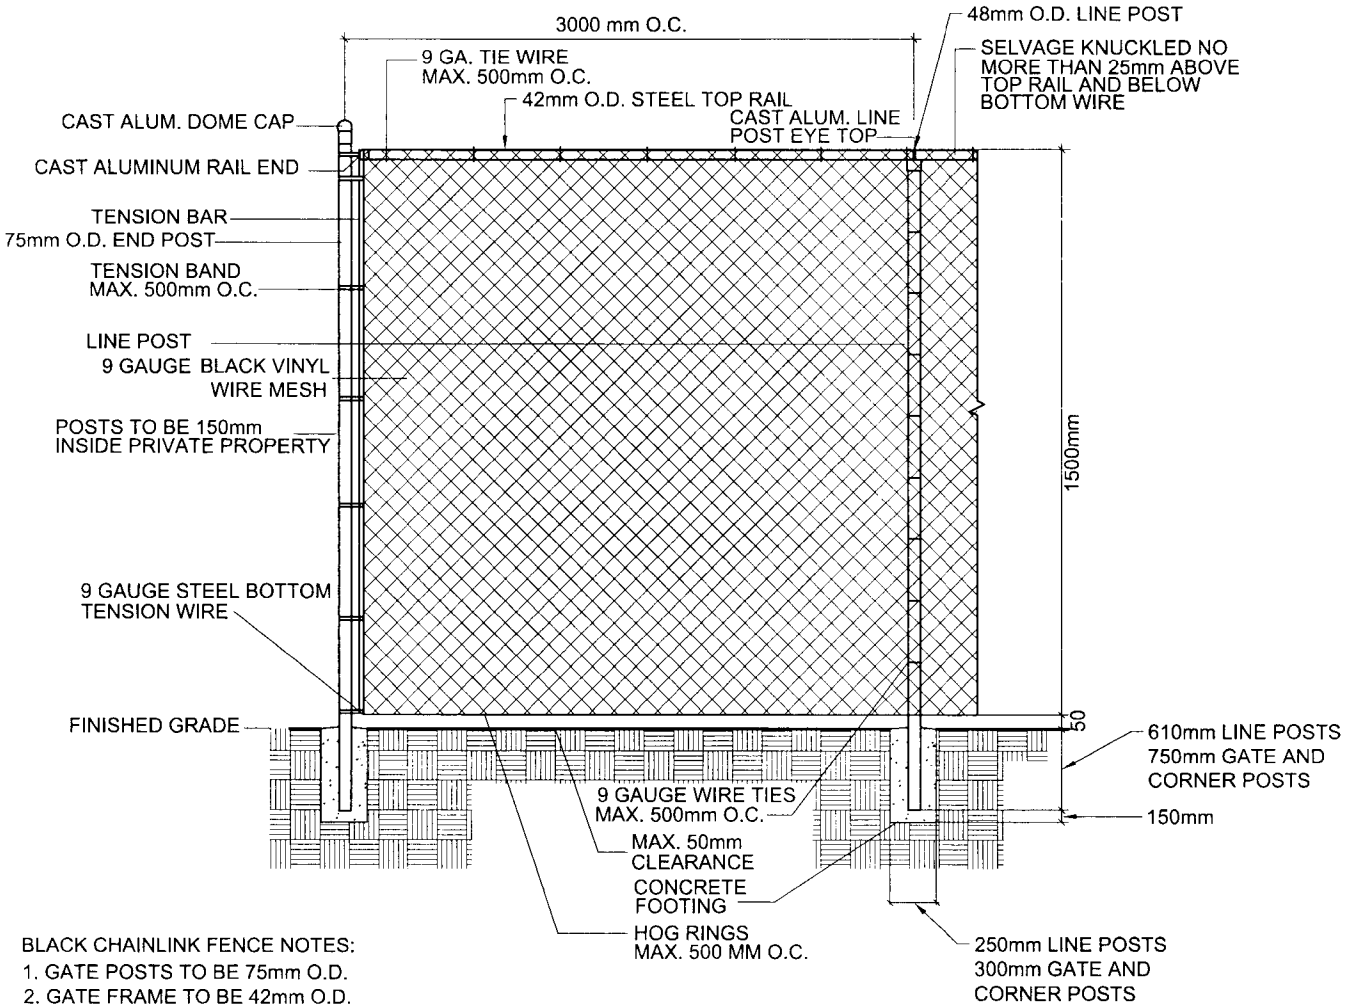 3000 mm O.C.
48mm O.D. LINE POST
9 GA. TIE WIRE
MAX. 500mm O.C.
SELVAGE KNUCKLED NO
MORE THAN 25mm ABOVE
TOP RAIL AND BELOW
BOTTOM WIRE
42mm O.D. STEEL TOP RAIL
CAST ALUM. LINE
POST EYE TOP
CAST ALUM. DOME CAP
CAST ALUMINUM RAIL END
TENSION BAR
75mm O.D. END POST
TENSION BAND
MAX. 500mm O.C.
LINE POST
9 GAUGE BLACK VINYL
WIRE MESH
POSTS TO BE 150mm
INSIDE PRIVATE PROPERTY
1500mm
9 GAUGE STEEL BOTTOM
TENSION WIRE
FINISHED GRADE
50
610mm LINE POSTS
750mm GATE AND
CORNER POSTS
150mm
9 GAUGE WIRE TIES
MAX. 500mm O.C.
MAX. 50mm
CLEARANCE
CONCRETE
FOOTING
HOG RINGS
MAX. 500 MM O.C.
250mm LINE POSTS
300mm GATE AND
CORNER POSTS
BLACK CHAINLINK FENCE NOTES:
1. GATE POSTS TO BE 75mm O.D.
2. GATE FRAME TO BE 42mm O.D.